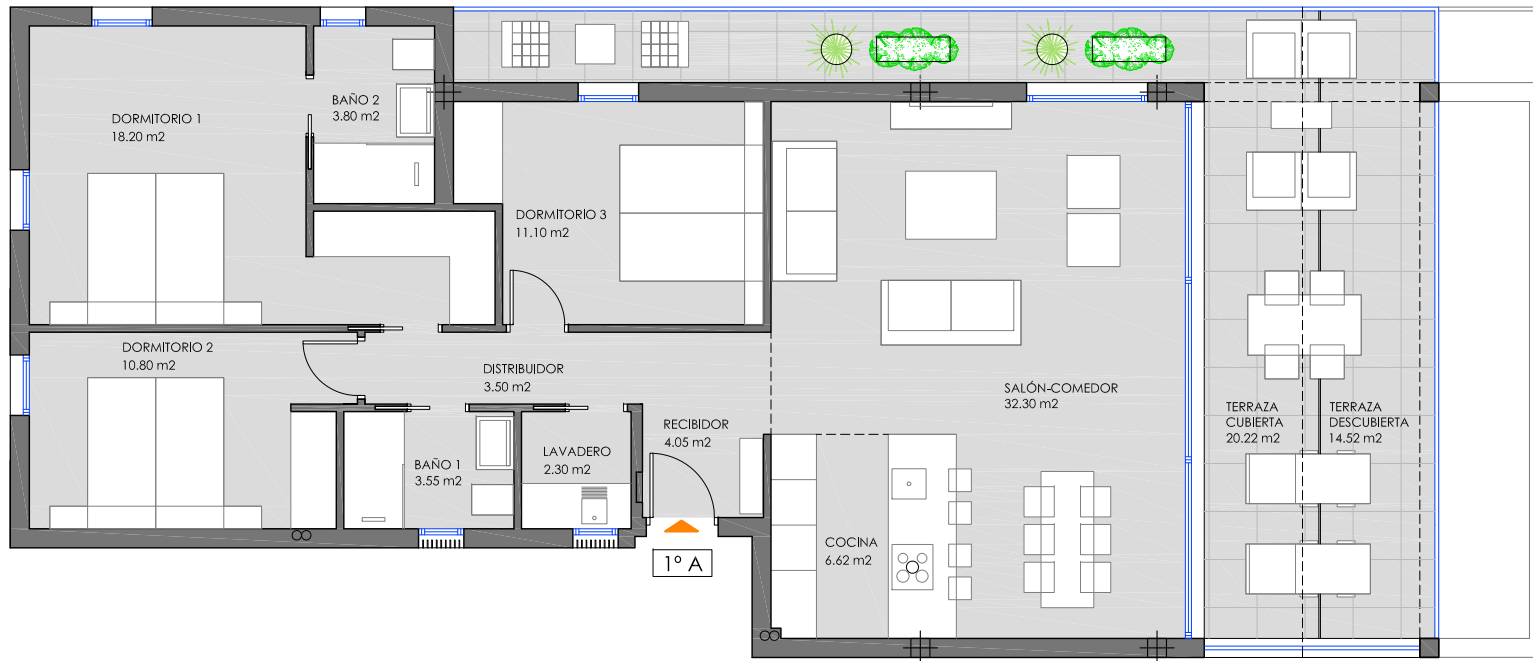 BAÑO 2
3.80 m2
DORMITORIO 1
18.20 m2
DORMITORIO 3
11.10 m2
DORMITORIO 2
10.80 m2
DISTRIBUIDOR
3.50 m2
SALÓN-COMEDOR
32.30 m2
TERRAZA
CUBIERTA
20.22 m2
TERRAZA
DESCUBIERTA
14.52 m2
RECIBIDOR
4.05 m2
LAVADERO
2.30 m2
BAÑO 1
3.55 m2
COCINA
6.62 m2
1º A